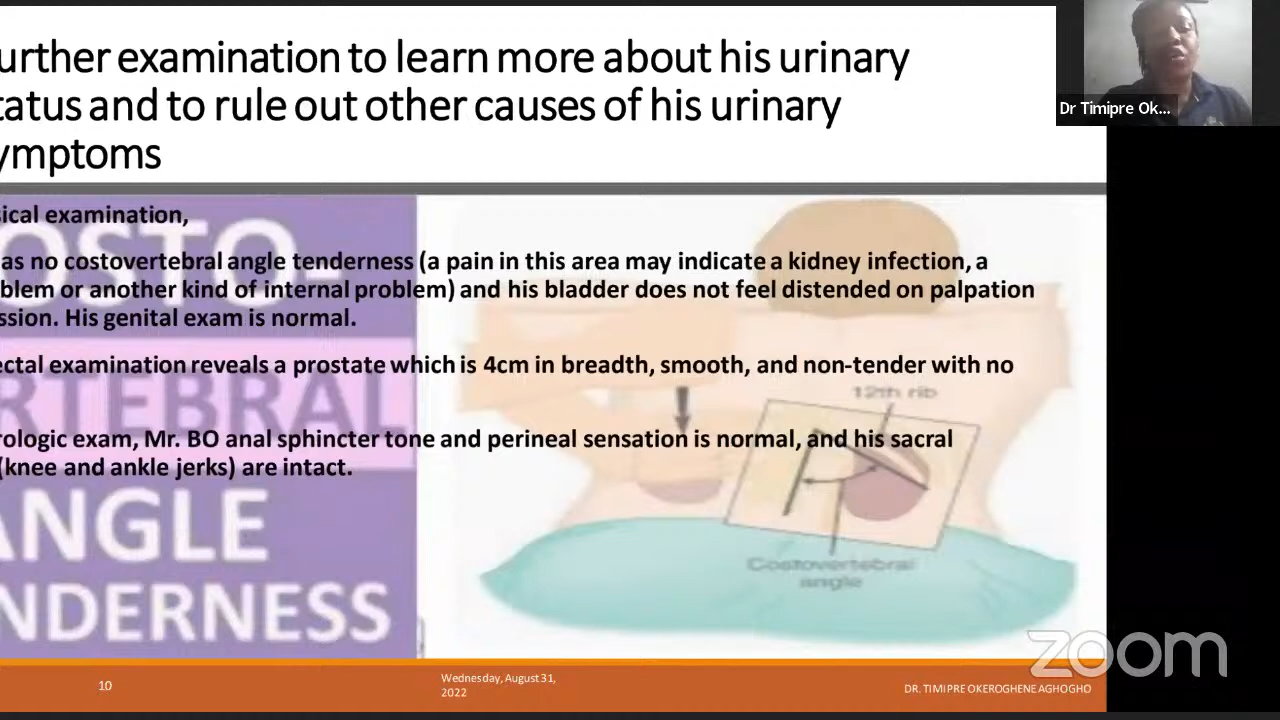 urther examination to learn more about his urinary
tatus and to rule out other causes of his urinary
ymptoms
Dr Timipre Ok...
sical examination,
as no costovertebral angle tenderness (a pain in this area may indicate a kidney infection, a
blem or another kind of internal problem) and his bladder does not feel distended on palpation
ssion. His genital exam is normal.
ectal examination reveals a prostate which is 4cm in breadth, smooth, and non-tender with no
rologic exam, Mr. BO anal sphincter tone and perineal sensation is normal, and his sacral
(knee and ankle jerks) are intact.
OSTO-
RTEBRAL
ANGLE
NDERNESS
12th rib
Costovertebral
angle
zoom
10
Wednesday, August 31,
2022
DR. TIMIPRE OKEROGHENE AGHOGHO